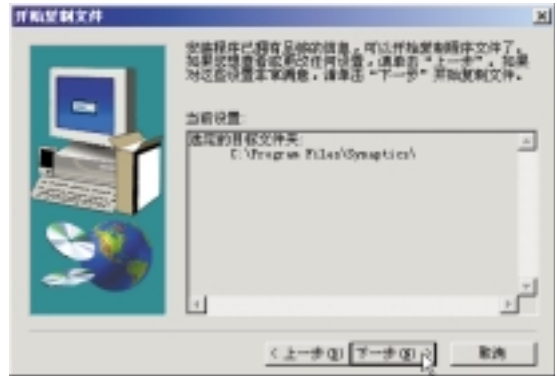 开始复制文件
安装程序已拥有足够的信息，可以开始复制程序文件了。
如果您想查看或更改任何设置，请单击“上一步”。如果
对这些设置非常满意，请单击“下一步”开始复制文件。
当前设置:
选定的目标文件夹:
C:\Program Files\Synaptics\
< 上一步(B)
下一步(N) >
取消